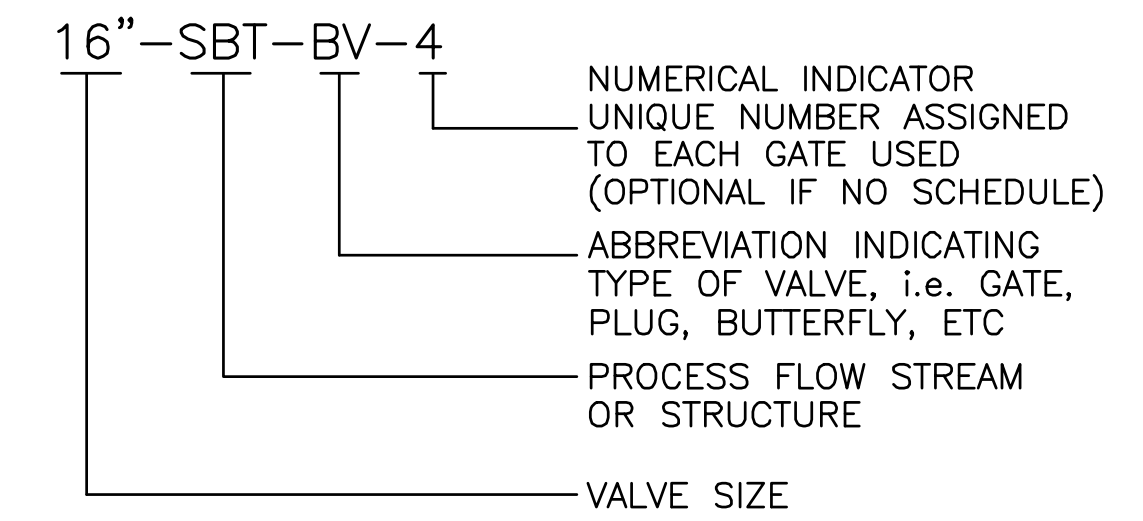 16”-SBT-BV-4
NUMERICAL INDICATOR
UNIQUE NUMBER ASSIGNED
TO EACH GATE USED
(OPTIONAL IF NO SCHEDULE)
ABBREVIATION INDICATING
TYPE OF VALVE, i.e. GATE,
PLUG, BUTTERFLY, ETC
PROCESS FLOW STREAM
OR STRUCTURE
VALVE SIZE